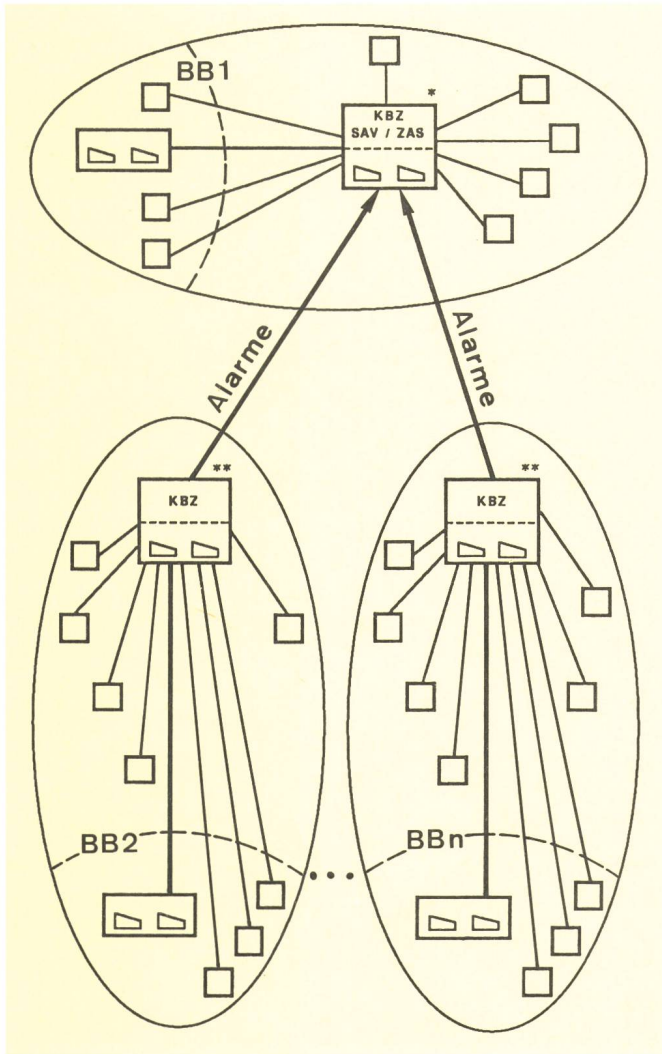 BB1
*
KBZ
SAV / ZAS
Alarme
Alarme
**
KBZ
**
KBZ
BB2
...
BBn